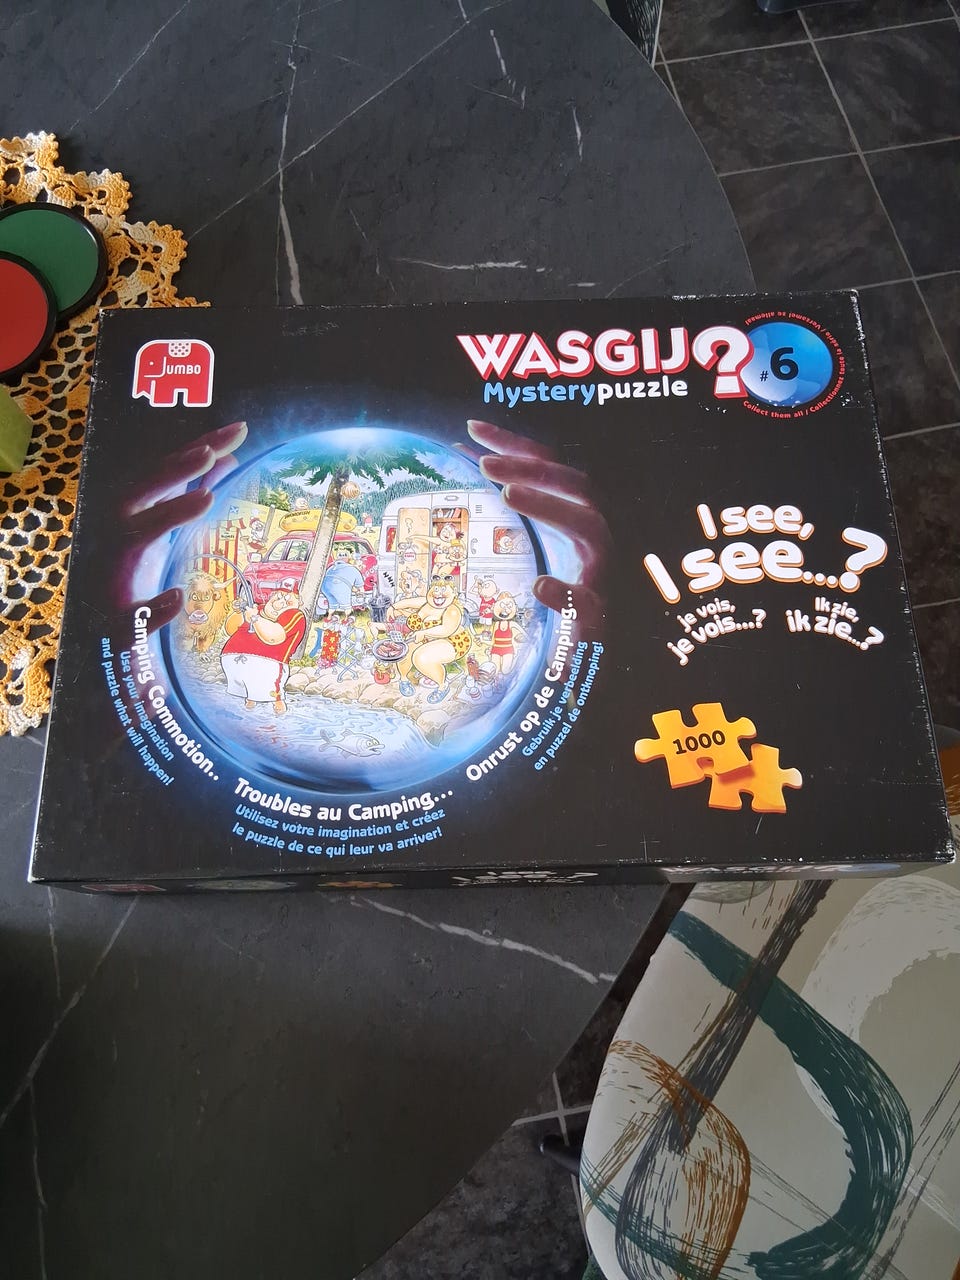 JUMBO
WASGIJ?
Mysterypuzzle
#6
Collect them all! / Collectionnez toute la série / Verzamel ze allemaal!
I see,
I see...?
je vois,
je vois...?
Ik zie,
ik zie...?
1000
Camping Commotion..
Use your imagination
and puzzle what will happen!
Troubles au Camping...
Utilisez votre imagination et créez
le puzzle de ce qui leur va arriver!
Onrust op de Camping...
Gebruik je verbeelding
en puzzel de ontknoping!